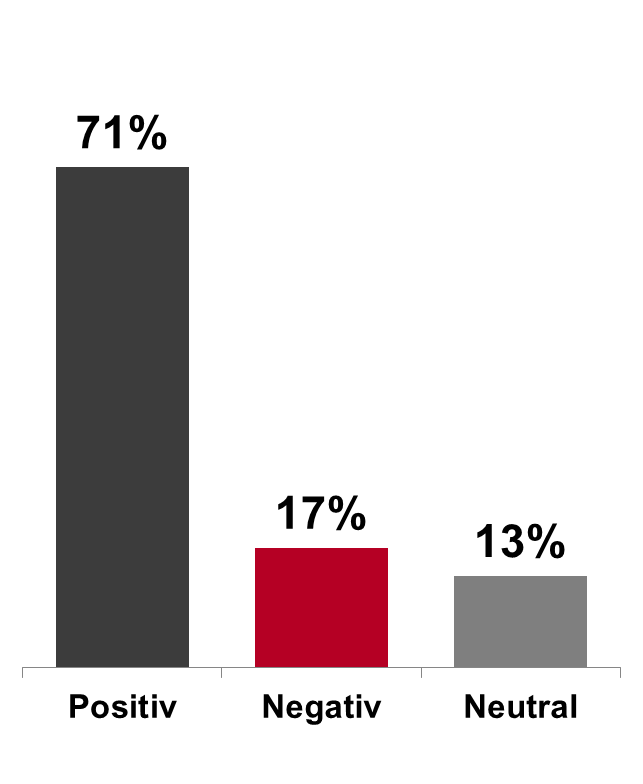 71%
17%
13%
Positiv
Negativ
Neutral